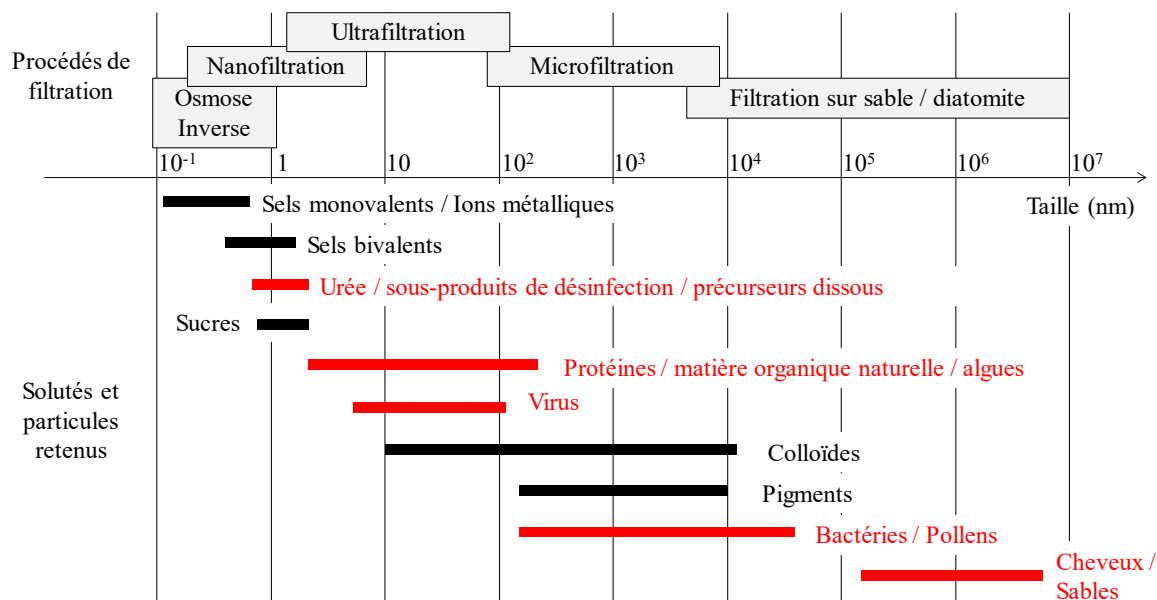 Ultrafiltration
Procédés de
filtration
Nanofiltration
Microfiltration
Osmose
Inverse
Filtration sur sable / diatomite
10⁻¹ 1 10 10² 10³ 10⁴ 10⁵ 10⁶ 10⁷
Sels monovalents / Ions métalliques
Taille (nm)
Sels bivalents
Urée / sous-produits de désinfection / précurseurs dissous
Sucres
Protéines / matière organique naturelle / algues
Solutés et
particules
retenus
Virus
Colloïdes
Pigments
Bactéries / Pollens
Cheveux /
Sables